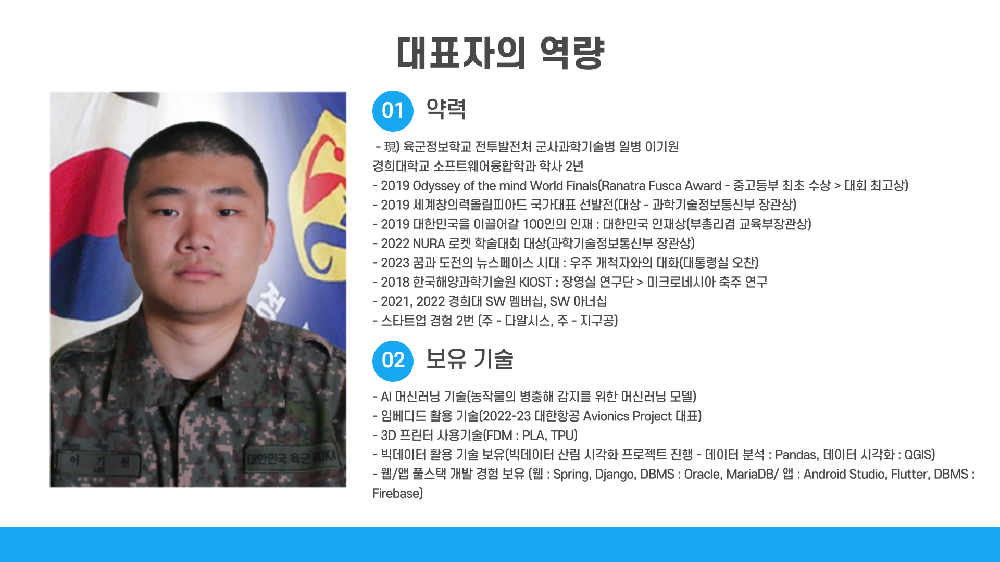 대표자의 역량
01 약력
- 現) 육군정보학교 전투발전처 군사과학기술병 일병 이기원
경희대학교 소프트웨어융합학과 학사 2년
- 2019 Odyssey of the mind World Finals(Ranatra Fusca Award - 중고등부 최초 수상 > 대회 최고상)
- 2019 세계창의력올림피아드 국가대표 선발전(대상 - 과학기술정보통신부 장관상)
- 2019 대한민국을 이끌어갈 100인의 인재 : 대한민국 인재상(부총리겸 교육부장관상)
- 2022 NURA 로켓 학술대회 대상(과학기술정보통신부 장관상)
- 2023 꿈과 도전의 뉴스페이스 시대 : 우주 개척자와의 대화(대통령실 오찬)
- 2018 한국해양과학기술원 KIOST : 장영실 연구단 > 미크로네시아 축주 연구
- 2021, 2022 경희대 SW 멤버십, SW 아너십
- 스타트업 경험 2번 (주 - 다알시스, 주 - 지구공)
02 보유 기술
- AI 머신러닝 기술(농작물의 병충해 감지를 위한 머신러닝 모델)
- 임베디드 활용 기술(2022-23 대한항공 Avionics Project 대표)
- 3D 프린터 사용기술(FDM : PLA, TPU)
- 빅데이터 활용 기술 보유(빅데이터 산림 시각화 프로젝트 진행 - 데이터 분석 : Pandas, 데이터 시각화 : QGIS)
- 웹/앱 풀스택 개발 경험 보유 (웹 : Spring, Django, DBMS : Oracle, MariaDB/ 앱 : Android Studio, Flutter, DBMS :
Firebase)
정
이 기 원
LEE
대한민국 육군 ROKA